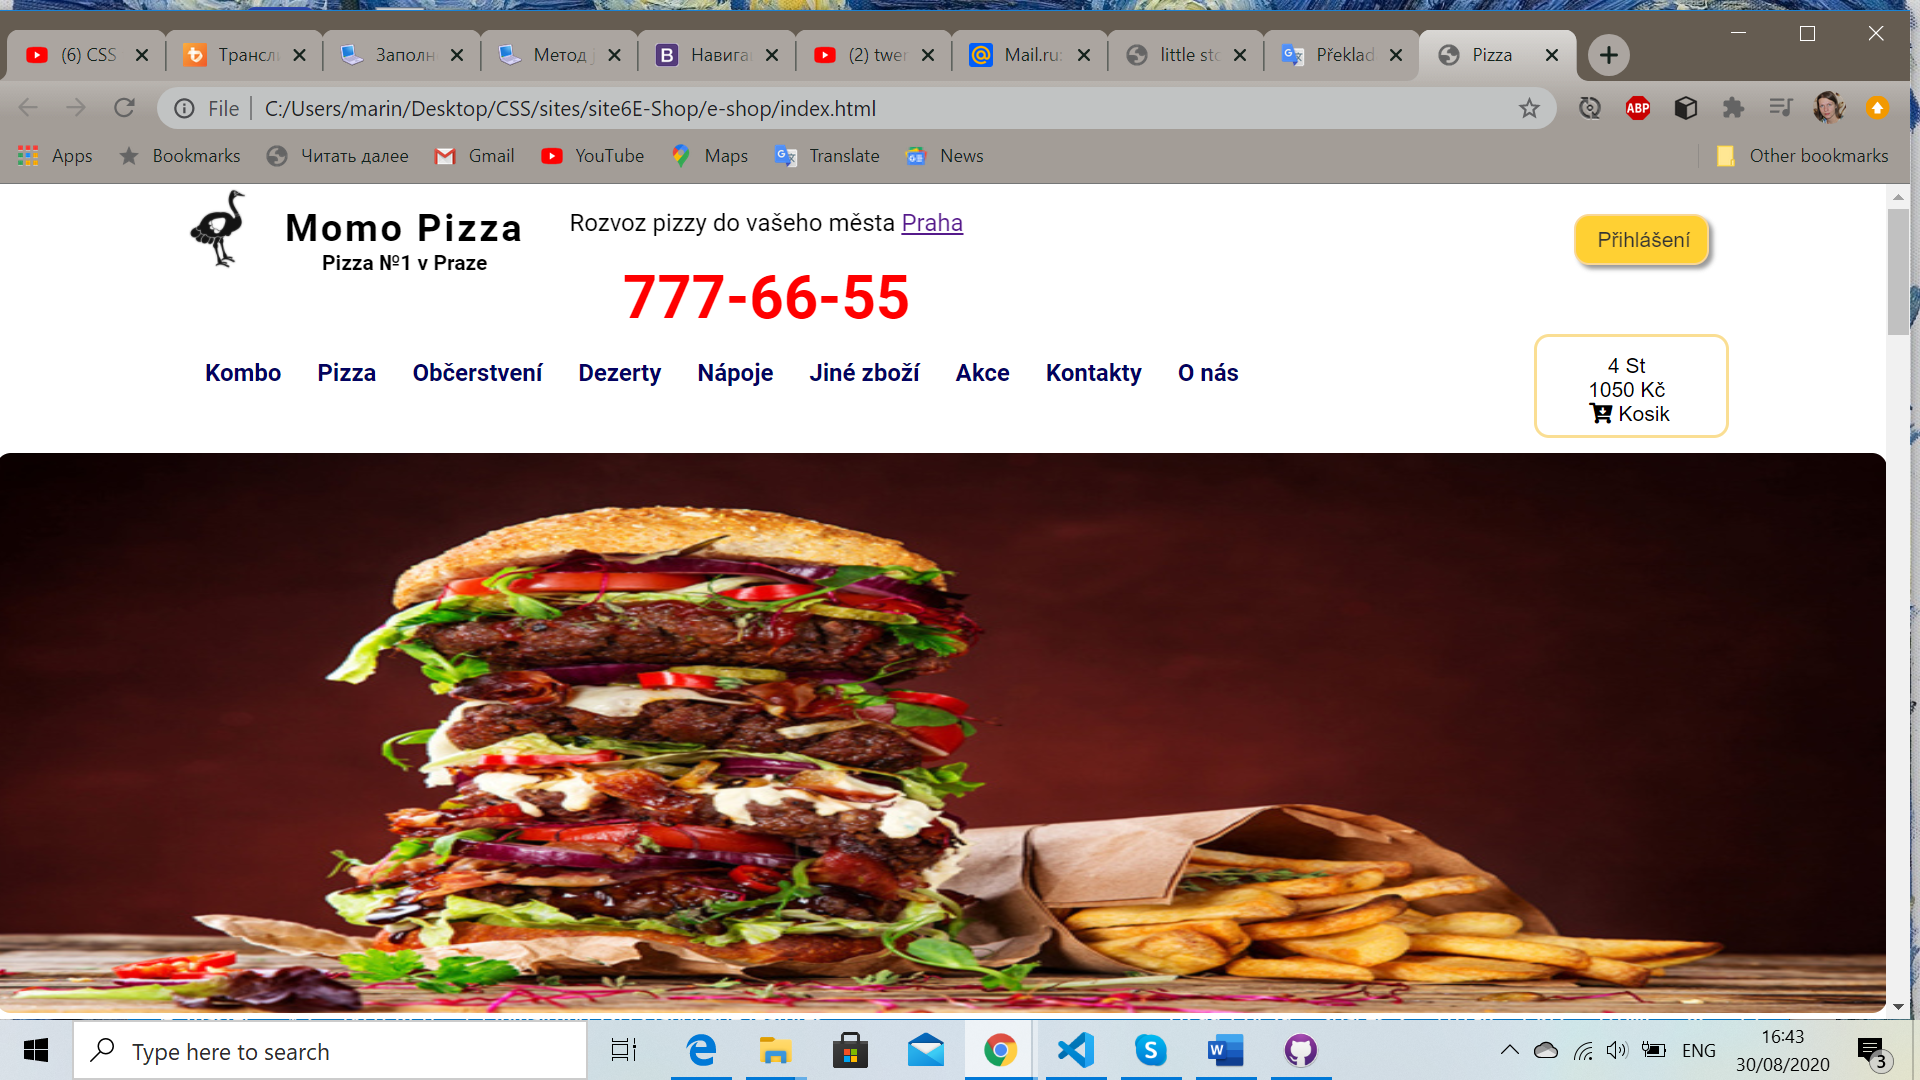 (6) CSS
Трансл
Заполн
Метод j
Навига
(2) twer
Mail.ru:
little sto
Překlad
Pizza
File
C:/Users/marin/Desktop/CSS/sites/site6E-Shop/e-shop/index.html
ABP
Apps
Bookmarks
Читать далее
Gmail
YouTube
Maps
Translate
News
Other bookmarks
Momo Pizza
Pizza №1 v Praze
Rozvoz pizzy do vašeho města Praha
777-66-55
Přihlášení
Kombo Pizza Občerstvení Dezerty Nápoje Jiné zboží Akce Kontakty O nás
4 St
1050 Kč
Kosik
Type here to search
ENG
16:43
30/08/2020
3